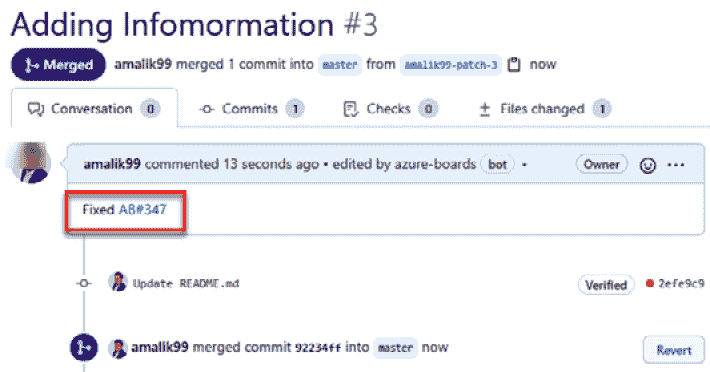 Adding Infomormation #3
Merged amalik99 merged 1 commit into master from amalik99-patch-3 now
Conversation 0 Commits 1 Checks 0 Files changed 1
amalik99 commented 13 seconds ago • edited by azure-boards bot Owner
Fixed AB#347
Update README.md Verified 2efe9c9
amalik99 merged commit 92234ff into master now Revert